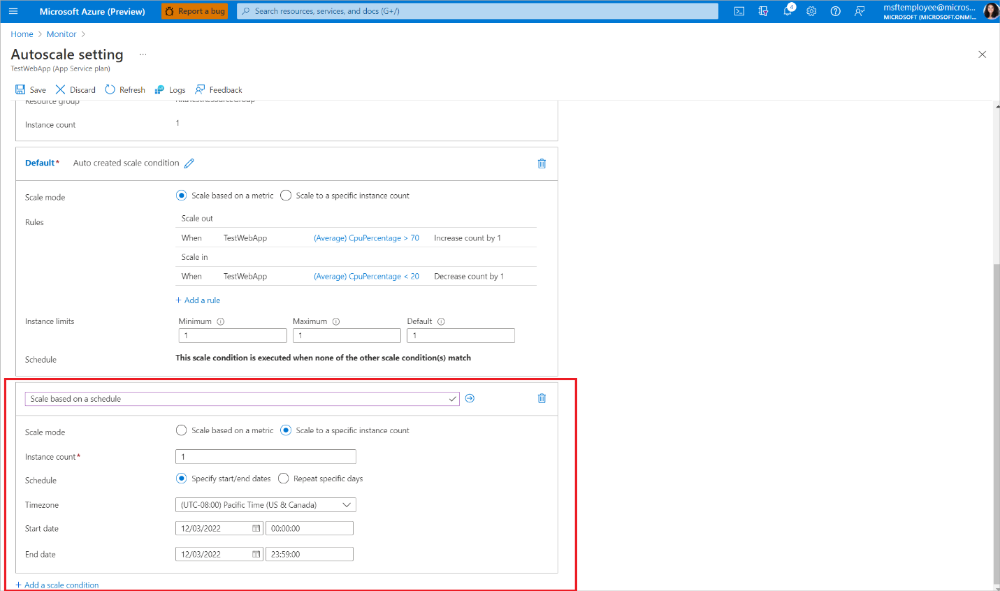 Microsoft Azure (Preview) Report a bug Search resources, services, and docs (G+/) 4 msftemployee@micros...
MICROSOFT (MICROSOFT.ONMI...
Home > Monitor >
Autoscale setting ...
TestWebApp (App Service plan)
Save Discard Refresh Logs Feedback
Resource group
Instance count 1
Default* Auto created scale condition
Scale mode Scale based on a metric Scale to a specific instance count
Rules Scale out
When TestWebApp (Average) CpuPercentage > 70 Increase count by 1
Scale in
When TestWebApp (Average) CpuPercentage < 20 Decrease count by 1
+ Add a rule
Instance limits Minimum Maximum Default
1 1 1
Schedule This scale condition is executed when none of the other scale condition(s) match
Scale based on a schedule
Scale mode Scale based on a metric Scale to a specific instance count
Instance count* 1
Schedule Specify start/end dates Repeat specific days
Timezone (UTC-08:00) Pacific Time (US & Canada)
Start date 12/03/2022 00:00:00
End date 12/03/2022 23:59:00
+ Add a scale condition